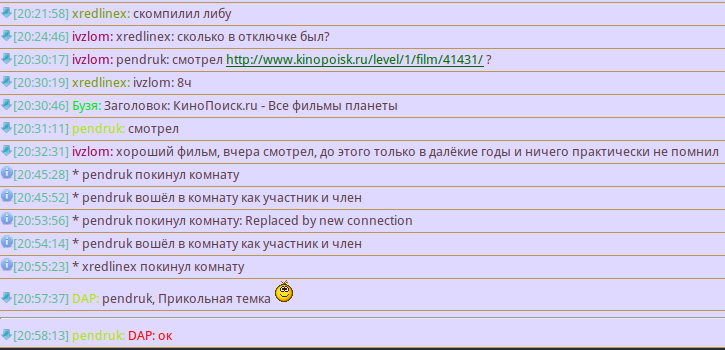 [20:21:58] xredlinex: скомпилил либу
[20:24:46] ivzlom: xredlinex: сколько в отключке был?
[20:30:17] ivzlom: pendruk: смотрел http://www.kinopoisk.ru/level/1/film/41431/ ?
[20:30:19] xredlinex: ivzlom: 8ч
[20:30:46] Бузя: Заголовок: КиноПоиск.ru - Все фильмы планеты
[20:31:11] pendruk: смотрел
[20:32:31] ivzlom: хороший фильм, вчера смотрел, до этого только в далёкие годы и ничего практически не помнил
[20:45:28] * pendruk покинул комнату
[20:45:52] * pendruk вошёл в комнату как участник и член
[20:53:56] * pendruk покинул комнату: Replaced by new connection
[20:54:14] * pendruk вошёл в комнату как участник и член
[20:55:23] * xredlinex покинул комнату
[20:57:37] DAP: pendruk, Прикольная темка
[20:58:13] pendruk: DAP: ок